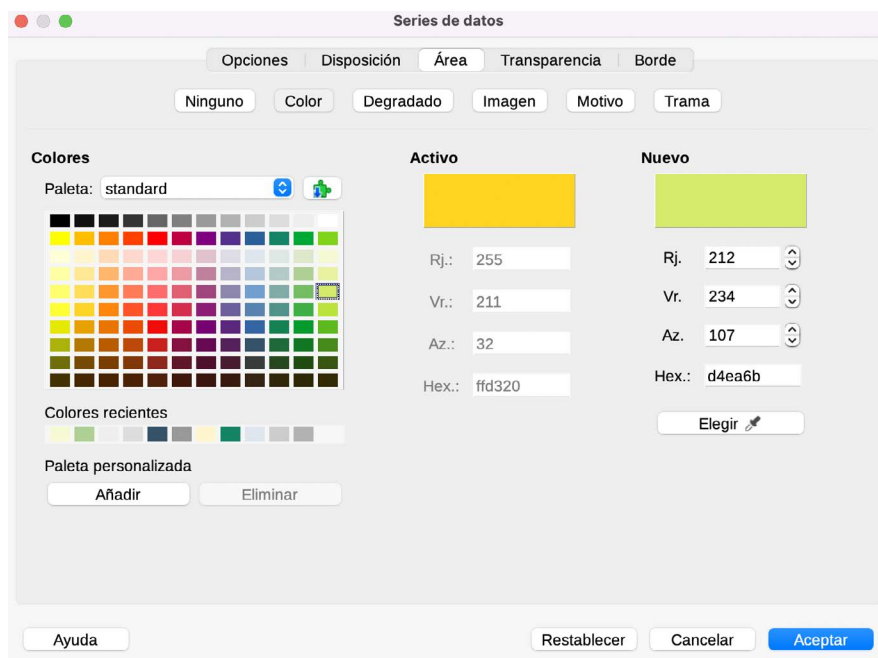 Series de datos
Opciones Disposición Área Transparencia Borde
Ninguno Color Degradado Imagen Motivo Trama
Colores
Paleta: standard
Colores recientes
Paleta personalizada
Añadir Eliminar
Activo
Rj.: 255
Vr.: 211
Az.: 32
Hex.: ffd320
Nuevo
Rj. 212
Vr. 234
Az. 107
Hex.: d4ea6b
Elegir
Ayuda Restablecer Cancelar Aceptar